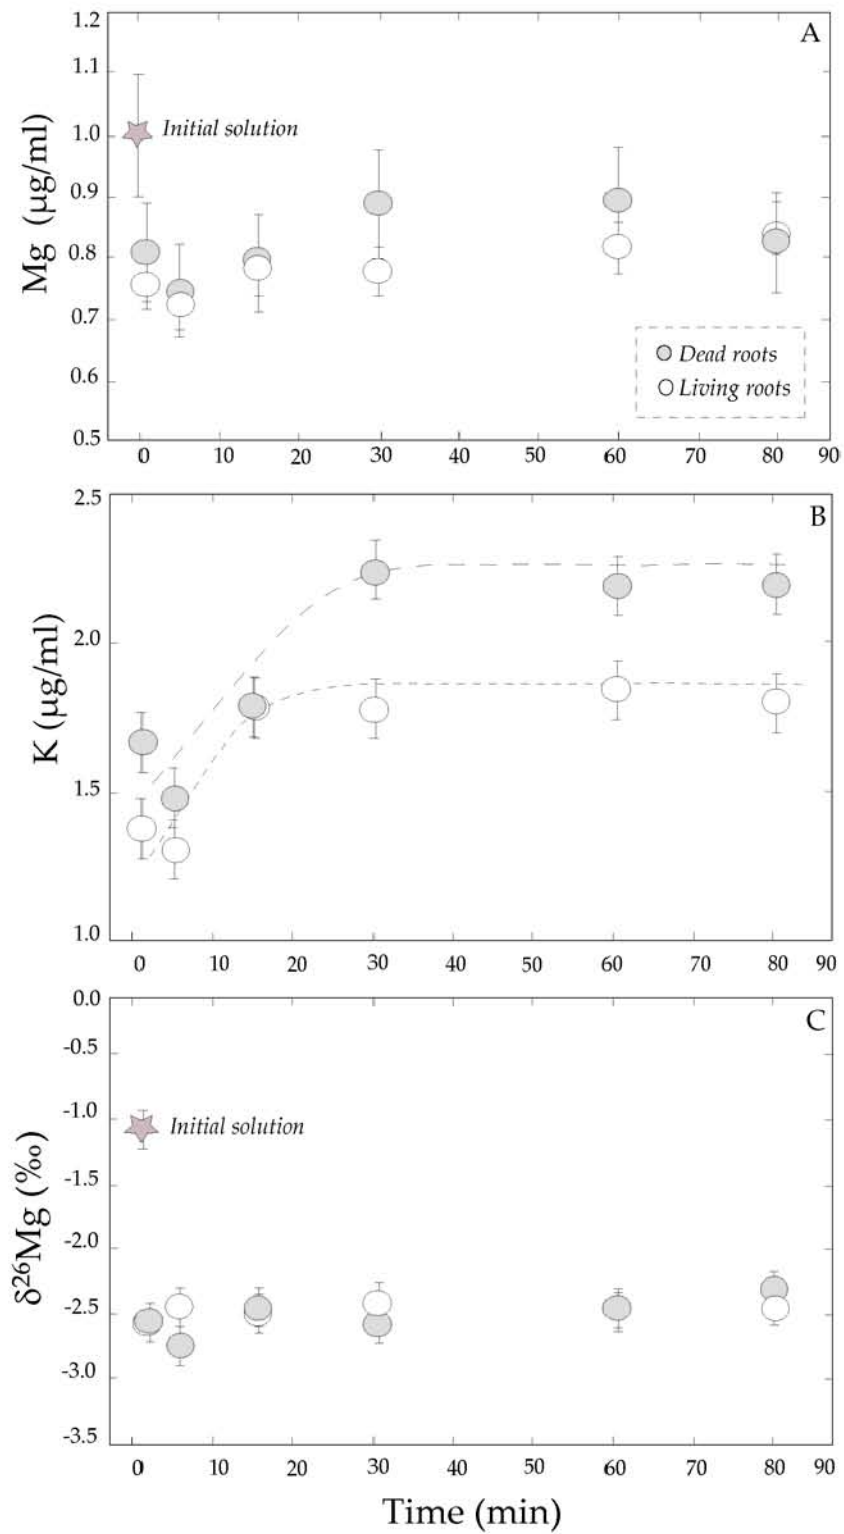 1.2
A
1.1
1.0
Initial solution
0.9
0.8
0.7
0.6
0.5
Mg (μg/ml)
Dead roots
Living roots
0 10 20 30 40 50 60 70 80 90
2.5
B
2.0
1.5
1.0
K (μg/ml)
0 10 20 30 40 50 60 70 80 90
0.0
C
-0.5
-1.0
Initial solution
-1.5
-2.0
-2.5
-3.0
-3.5
δ²⁶Mg (‰)
0 10 20 30 40 50 60 70 80 90
Time (min)